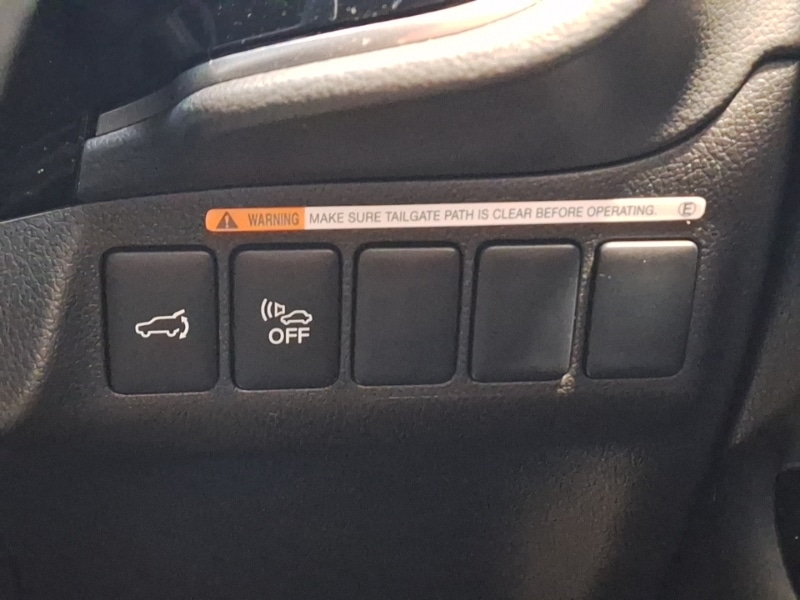 WARNING MAKE SURE TAILGATE PATH IS CLEAR BEFORE OPERATING. E
OFF